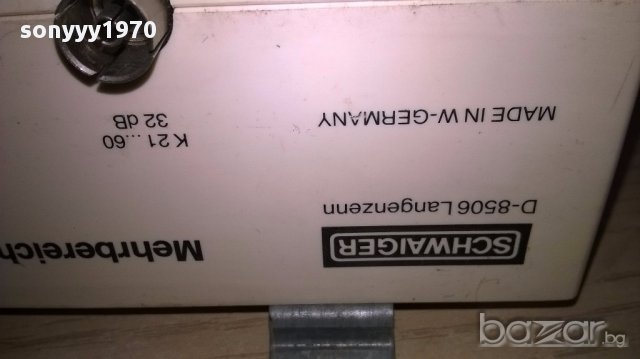 sonyyy1970
SCHWAIGER
D-8506 Langenzenn
MADE IN W-GERMANY
Mehrbereich
K 21...60
32 dB
bazar.bg